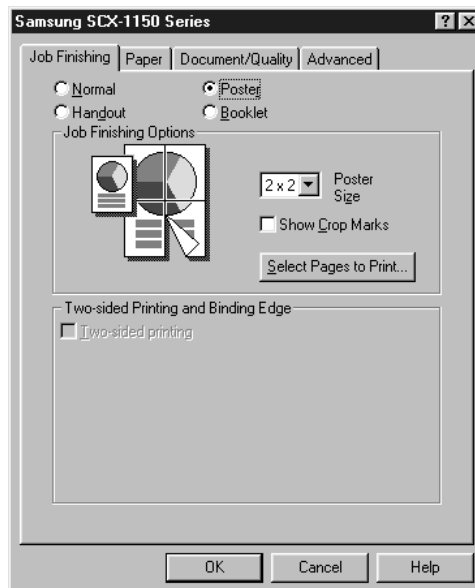 Samsung SCX-1150 Series
Job Finishing Paper Document/Quality Advanced
Normal Poster
Handout Booklet
Job Finishing Options
2 x 2 Poster
Size
Show Crop Marks
Select Pages to Print...
Two-sided Printing and Binding Edge
Two-sided printing
OK Cancel Help